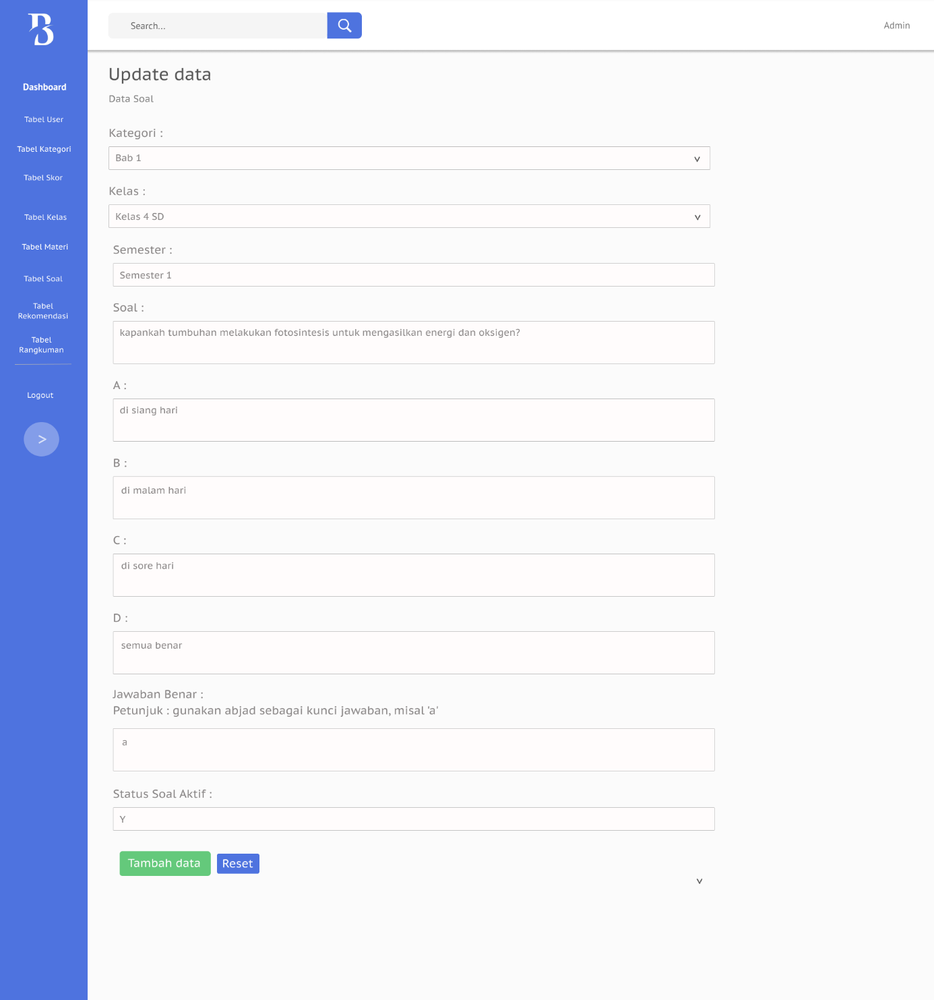 B
Search...
Admin
Dashboard
Tabel User
Tabel Kategori
Tabel Skor
Tabel Kelas
Tabel Materi
Tabel Soal
Tabel
Rekomendasi
Tabel
Rangkuman
Logout
>
Update data
Data Soal
Kategori :
Bab 1
v
Kelas :
Kelas 4 SD
v
Semester :
Semester 1
Soal :
kapankah tumbuhan melakukan fotosintesis untuk mengasilkan energi dan oksigen?
A :
di siang hari
B :
di malam hari
C :
di sore hari
D :
semua benar
Jawaban Benar :
Petunjuk : gunakan abjad sebagai kunci jawaban, misal 'a'
a
Status Soal Aktif :
Y
Tambah data
Reset
v